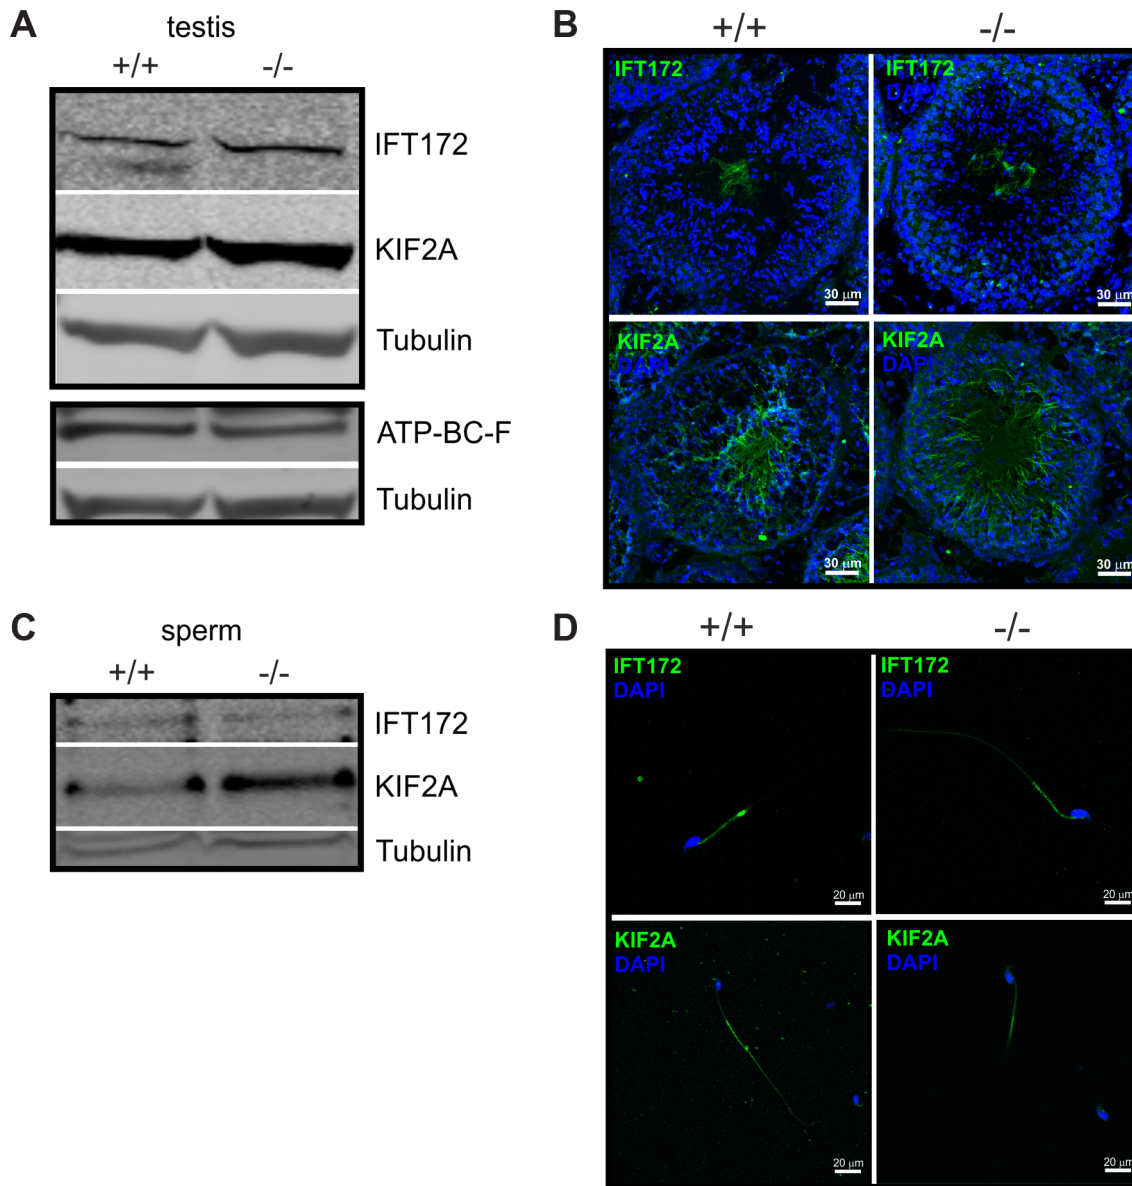 A
testis
+/+ -/-
IFT172
KIF2A
Tubulin
ATP-BC-F
Tubulin
B
+/+ -/-
IFT172
DAPI
IFT172
DAPI
30 μm
30 μm
KIF2A
DAPI
KIF2A
DAPI
30 μm
30 μm
C
sperm
+/+ -/-
IFT172
KIF2A
Tubulin
D
+/+ -/-
IFT172
DAPI
IFT172
DAPI
20 μm
20 μm
KIF2A
DAPI
KIF2A
DAPI
20 μm
20 μm